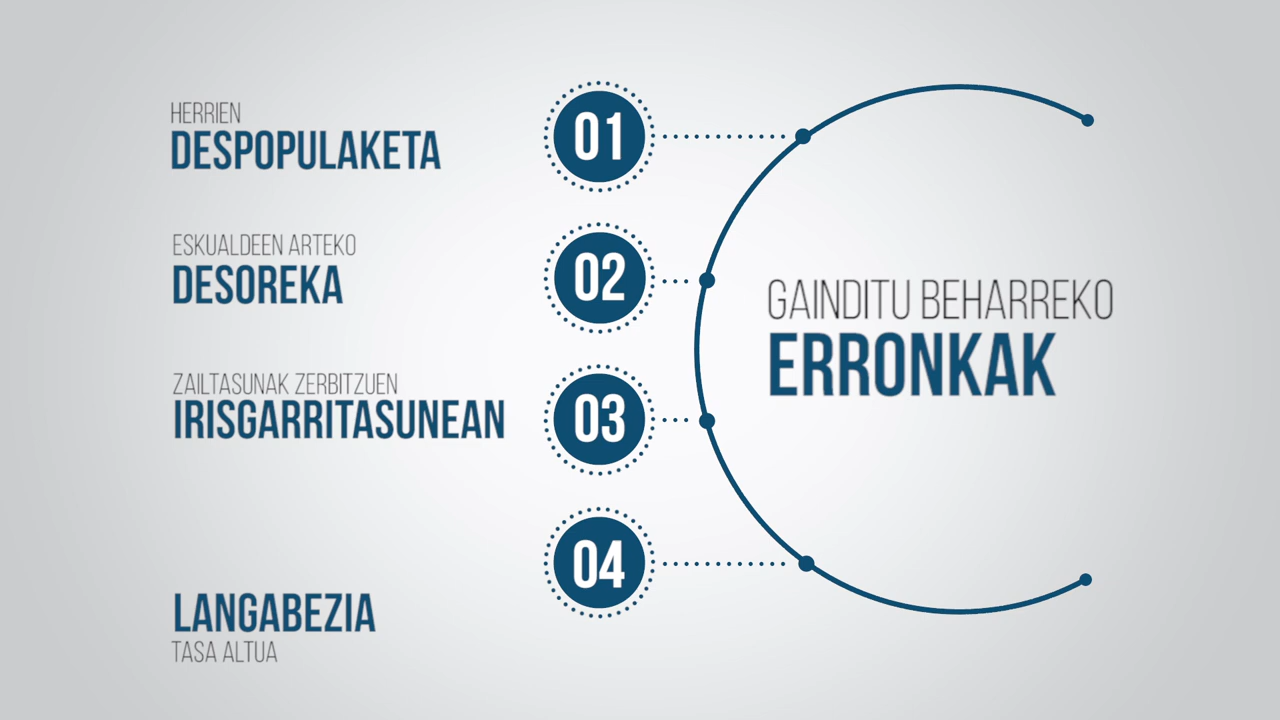 HERRIEN
DESPOPULAKETA
01
ESKUALDEEN ARTEKO
DESOREKA
02
ZAILTASUNAK ZERBITZUEN
IRISGARRITASUNEAN
03
LANGABEZIA
TASA ALTUA
04
GAINDITU BEHARREKO
ERRONKAK